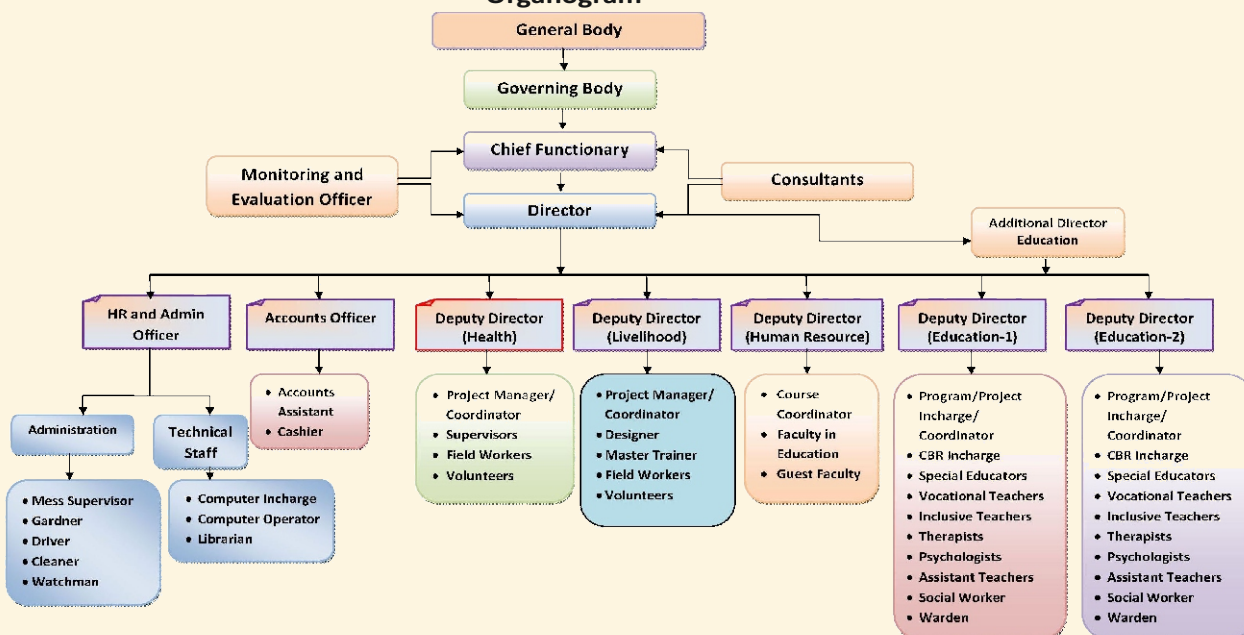 Organogram
General Body
Governing Body
Chief Functionary
Monitoring and
Evaluation Officer
Consultants
Director
Additional Director
Education
HR and Admin
Officer
Accounts Officer
Deputy Director
(Health)
Deputy Director
(Livelihood)
Deputy Director
(Human Resource)
Deputy Director
(Education-1)
Deputy Director
(Education-2)
Administration
Technical
Staff
• Mess Supervisor
• Gardner
• Driver
• Cleaner
• Watchman
• Computer Incharge
• Computer Operator
• Librarian
• Accounts
Assistant
• Cashier
• Project Manager/
Coordinator
• Supervisors
• Field Workers
• Volunteers
• Project Manager/
Coordinator
• Designer
• Master Trainer
• Field Workers
• Volunteers
• Course
Coordinator
• Faculty in
Education
• Guest Faculty
• Program/Project
Incharge/
Coordinator
• CBR Incharge
• Special Educators
• Vocational Teachers
• Inclusive Teachers
• Therapists
• Psychologists
• Assistant Teachers
• Social Worker
• Warden
• Program/Project
Incharge/
Coordinator
• CBR Incharge
• Special Educators
• Vocational Teachers
• Inclusive Teachers
• Therapists
• Psychologists
• Assistant Teachers
• Social Worker
• Warden